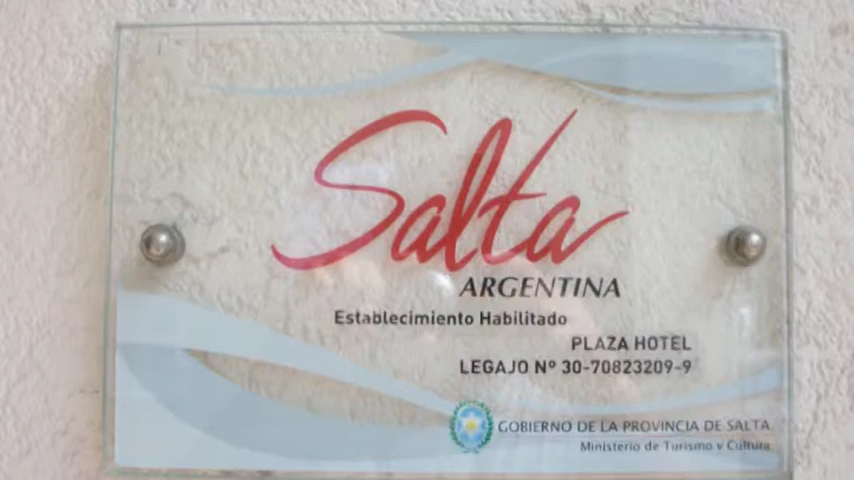 Salta
ARGENTINA
Establecimiento Habilitado
PLAZA HOTEL
LEGAJO Nº 30-70823209-9
GOBIERNO DE LA PROVINCIA DE SALTA
Ministerio de Turismo y Cultura